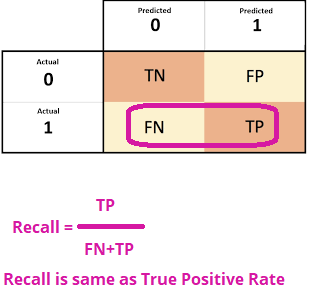 Predicted Predicted
0 1
Actual
0 TN FP
Actual
1 FN TP
TP
Recall =
FN+TP
Recall is same as True Positive Rate